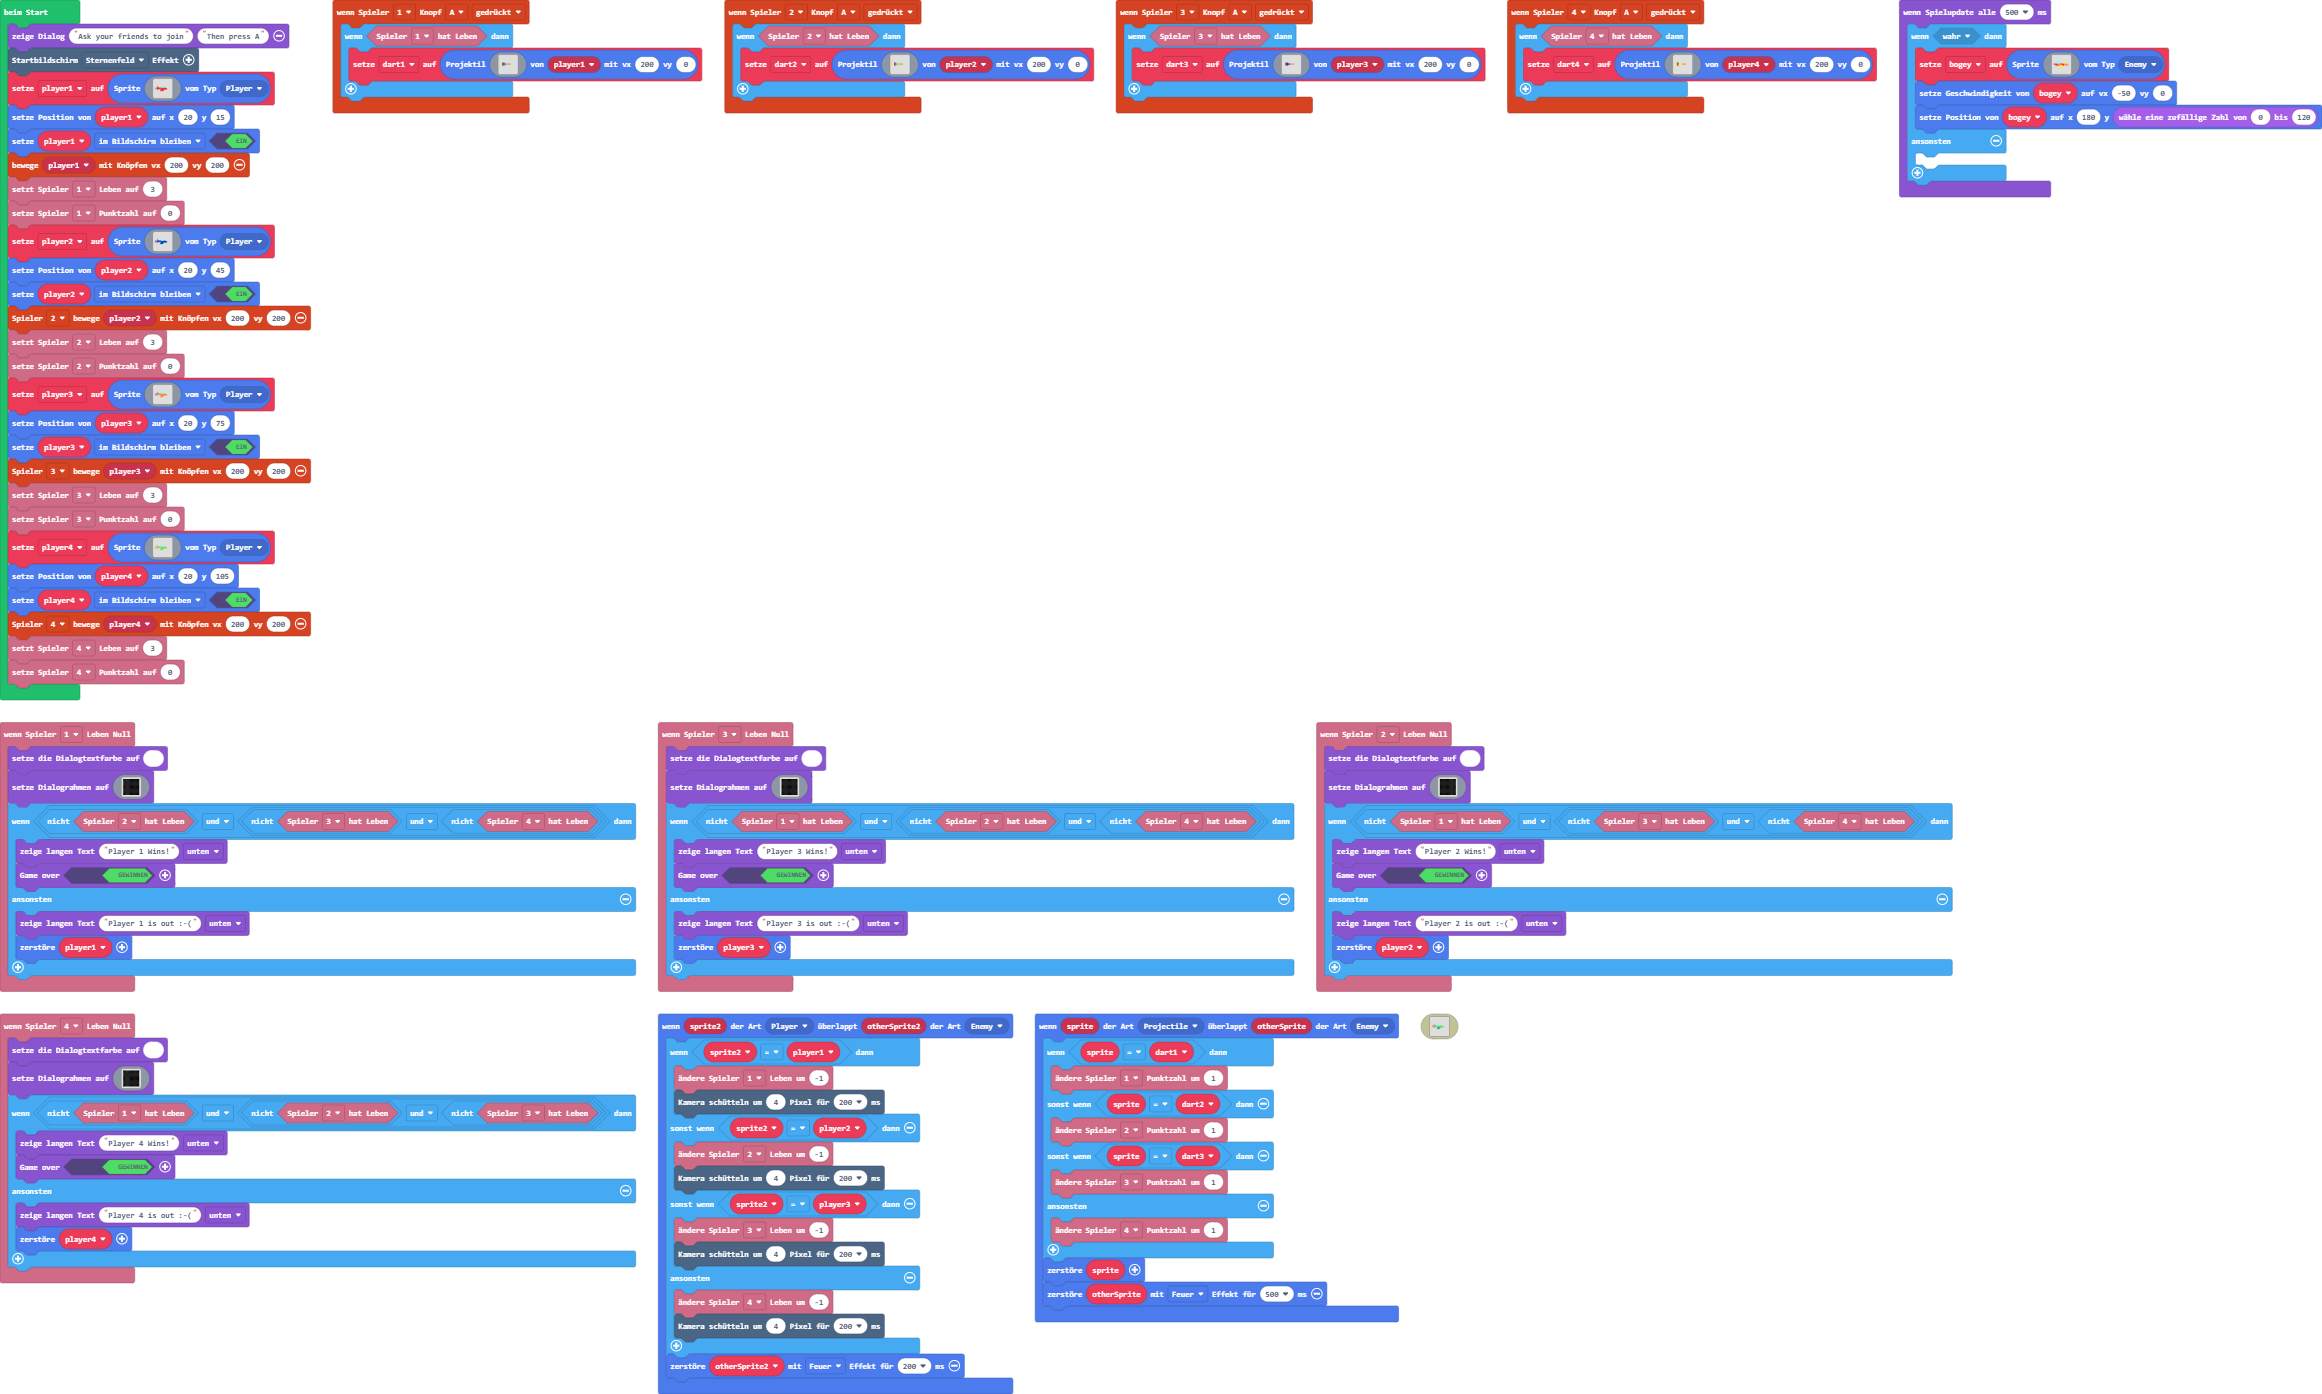 beim Start
zeige Dialog "Ask your friends to join" "Then press A"
Startbildschirm Sternenfeld Effekt
setze player1 auf Sprite vom Typ Player
setze Position von player1 auf x 20 y 15
setze player1 im Bildschirm bleiben EIN
bewege player1 mit Knöpfen vx 200 vy 200
setzt Spieler 1 Leben auf 3
setze Spieler 1 Punktzahl auf 0
setze player2 auf Sprite vom Typ Player
setze Position von player2 auf x 20 y 45
setze player2 im Bildschirm bleiben EIN
Spieler 2 bewege player2 mit Knöpfen vx 200 vy 200
setzt Spieler 2 Leben auf 3
setze Spieler 2 Punktzahl auf 0
setze player3 auf Sprite vom Typ Player
setze Position von player3 auf x 20 y 75
setze player3 im Bildschirm bleiben EIN
Spieler 3 bewege player3 mit Knöpfen vx 200 vy 200
setzt Spieler 3 Leben auf 3
setze Spieler 3 Punktzahl auf 0
setze player4 auf Sprite vom Typ Player
setze Position von player4 auf x 20 y 105
setze player4 im Bildschirm bleiben EIN
Spieler 4 bewege player4 mit Knöpfen vx 200 vy 200
setzt Spieler 4 Leben auf 3
setze Spieler 4 Punktzahl auf 0
wenn Spieler 1 Knopf A gedrückt
wenn Spieler 1 hat Leben dann
setze dart1 auf Projektil von player1 mit vx 200 vy 0
wenn Spieler 2 Knopf A gedrückt
wenn Spieler 2 hat Leben dann
setze dart2 auf Projektil von player2 mit vx 200 vy 0
wenn Spieler 3 Knopf A gedrückt
wenn Spieler 3 hat Leben dann
setze dart3 auf Projektil von player3 mit vx 200 vy 0
wenn Spieler 4 Knopf A gedrückt
wenn Spieler 4 hat Leben dann
setze dart4 auf Projektil von player4 mit vx 200 vy 0
wenn Spielupdate alle 500 ms
wenn wahr dann
setze bogey auf Sprite vom Typ Enemy
setze Geschwindigkeit von bogey auf vx -50 vy 0
setze Position von bogey auf x 180 y wähle eine zufällige Zahl von 0 bis 120
ansonsten
wenn Spieler 1 Leben Null
setze die Dialogtextfarbe auf
setze Dialograhmen auf
wenn nicht Spieler 2 hat Leben und nicht Spieler 3 hat Leben und nicht Spieler 4 hat Leben dann
zeige langen Text "Player 1 Wins!" unten
Game over GEWINNEN
ansonsten
zeige langen Text "Player 1 is out :-(" unten
zerstöre player1
wenn Spieler 3 Leben Null
setze die Dialogtextfarbe auf
setze Dialograhmen auf
wenn nicht Spieler 1 hat Leben und nicht Spieler 2 hat Leben und nicht Spieler 4 hat Leben dann
zeige langen Text "Player 3 Wins!" unten
Game over GEWINNEN
ansonsten
zeige langen Text "Player 3 is out :-(" unten
zerstöre player3
wenn Spieler 2 Leben Null
setze die Dialogtextfarbe auf
setze Dialograhmen auf
wenn nicht Spieler 1 hat Leben und nicht Spieler 3 hat Leben und nicht Spieler 4 hat Leben dann
zeige langen Text "Player 2 Wins!" unten
Game over GEWINNEN
ansonsten
zeige langen Text "Player 2 is out :-(" unten
zerstöre player2
wenn Spieler 4 Leben Null
setze die Dialogtextfarbe auf
setze Dialograhmen auf
wenn nicht Spieler 1 hat Leben und nicht Spieler 2 hat Leben und nicht Spieler 3 hat Leben dann
zeige langen Text "Player 4 Wins!" unten
Game over GEWINNEN
ansonsten
zeige langen Text "Player 4 is out :-(" unten
zerstöre player4
wenn sprite2 der Art Player überlappt otherSprite2 der Art Enemy
wenn sprite2 = player1 dann
ändere Spieler 1 Leben um -1
Kamera schütteln um 4 Pixel für 200 ms
sonst wenn sprite2 = player2 dann
ändere Spieler 2 Leben um -1
Kamera schütteln um 4 Pixel für 200 ms
sonst wenn sprite2 = player3 dann
ändere Spieler 3 Leben um -1
Kamera schütteln um 4 Pixel für 200 ms
ansonsten
ändere Spieler 4 Leben um -1
Kamera schütteln um 4 Pixel für 200 ms
zerstöre otherSprite2 mit Feuer Effekt für 200 ms
wenn sprite der Art Projectile überlappt otherSprite der Art Enemy
wenn sprite = dart1 dann
ändere Spieler 1 Punktzahl um 1
sonst wenn sprite = dart2 dann
ändere Spieler 2 Punktzahl um 1
sonst wenn sprite = dart3 dann
ändere Spieler 3 Punktzahl um 1
ansonsten
ändere Spieler 4 Punktzahl um 1
zerstöre sprite
zerstöre otherSprite mit Feuer Effekt für 500 ms